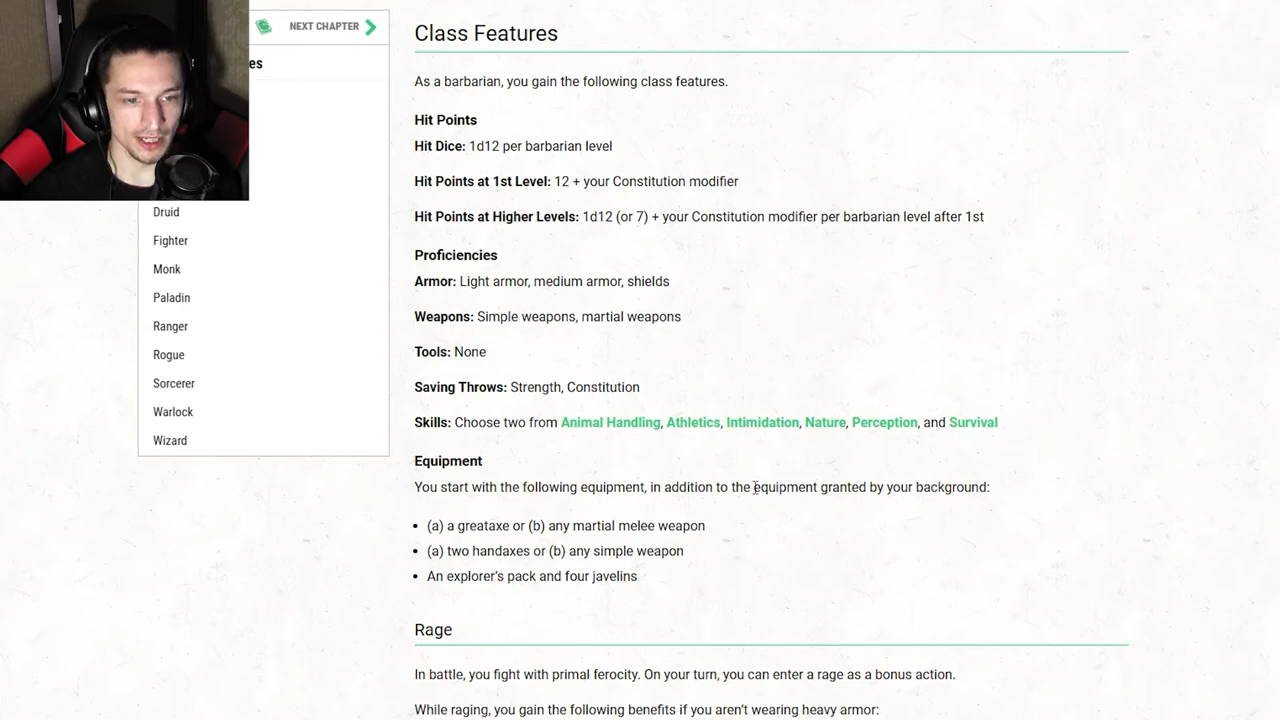 NEXT CHAPTER
es
Druid
Fighter
Monk
Paladin
Ranger
Rogue
Sorcerer
Warlock
Wizard
Class Features
As a barbarian, you gain the following class features.
Hit Points
Hit Dice: 1d12 per barbarian level
Hit Points at 1st Level: 12 + your Constitution modifier
Hit Points at Higher Levels: 1d12 (or 7) + your Constitution modifier per barbarian level after 1st
Proficiencies
Armor: Light armor, medium armor, shields
Weapons: Simple weapons, martial weapons
Tools: None
Saving Throws: Strength, Constitution
Skills: Choose two from Animal Handling, Athletics, Intimidation, Nature, Perception, and Survival
Equipment
You start with the following equipment, in addition to the equipment granted by your background:
• (a) a greataxe or (b) any martial melee weapon
• (a) two handaxes or (b) any simple weapon
• An explorer's pack and four javelins
Rage
In battle, you fight with primal ferocity. On your turn, you can enter a rage as a bonus action.
While raging, you gain the following benefits if you aren't wearing heavy armor: